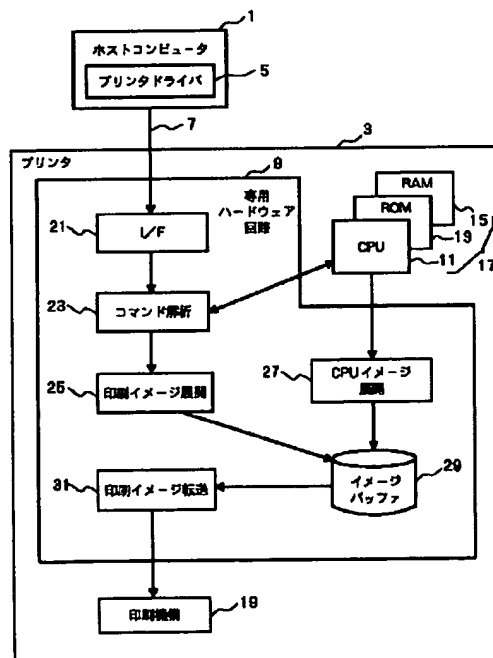 1
ホストコンピュータ
プリンタドライバ
5
7
3
プリンタ
9
専用
ハードウェア
回路
RAM
15
ROM
13
CPU
11
17
21
I/F
23
コマンド解析
25
印刷イメージ展開
27
CPUイメージ
展開
31
印刷イメージ転送
イメージ
バッファ
29
印刷機構
19